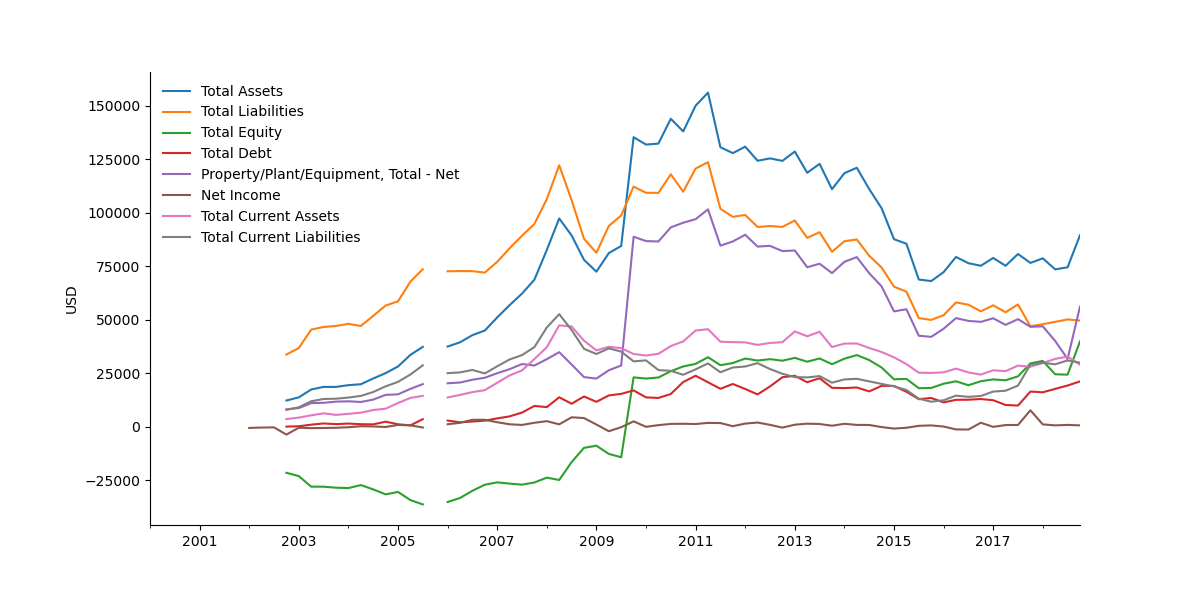 150000
125000
100000
75000
50000
25000
0
−25000
USD
Total Assets
Total Liabilities
Total Equity
Total Debt
Property/Plant/Equipment, Total - Net
Net Income
Total Current Assets
Total Current Liabilities
2001 2003 2005 2007 2009 2011 2013 2015 2017